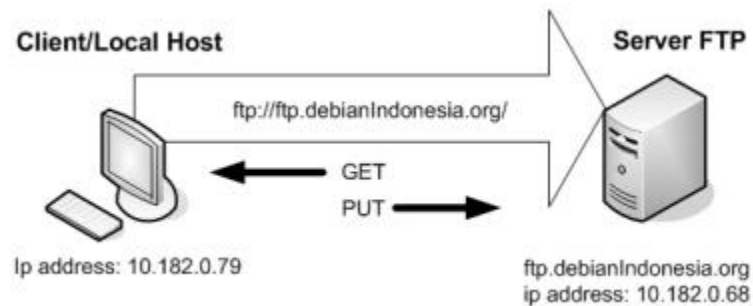 Client/Local Host
Server FTP
ftp://ftp.debianIndonesia.org/
GET
PUT
Ip address: 10.182.0.79
ftp.debianIndonesia.org
ip address: 10.182.0.68